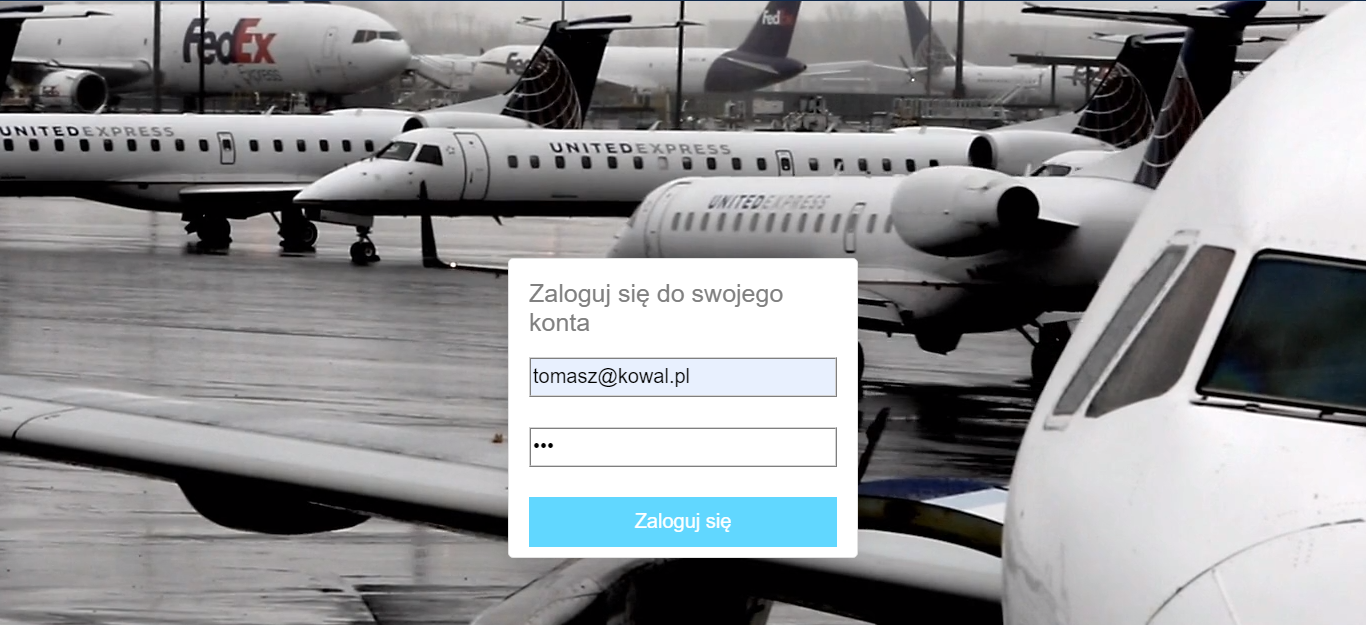 FedEx
EXPRESS
FedEx
FedEx
UNITED EXPRESS
UNITED EXPRESS
UNITED EXPRESS
Zaloguj się do swojego
konta
tomasz@kowal.pl
•••
Zaloguj się